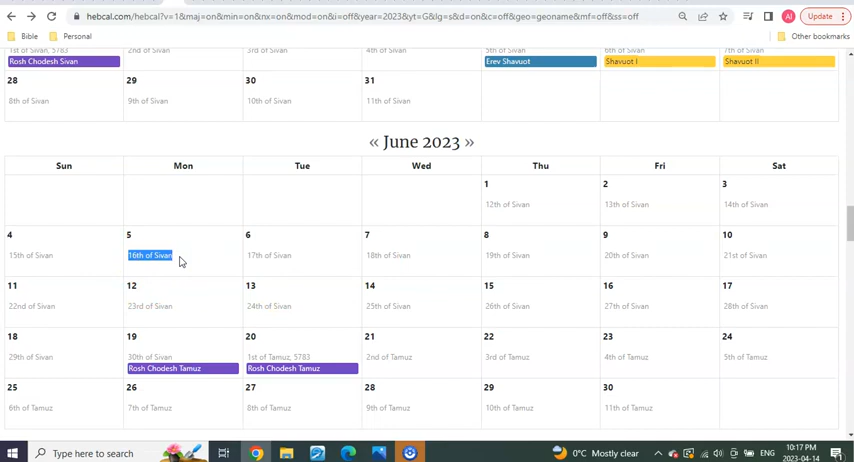 hebcal.com/hebcal?v=1&maj=on&min=on&nx=on&mod=on&i=off&year=2023&yt=G&lg=s&d=on&c=off&geo=geoname&mf=off&ss=off
AI
Update
Bible
Personal
Other bookmarks
1st of Sivan, 5783 2nd of Sivan 3rd of Sivan 4th of Sivan 5th of Sivan 6th of Sivan 7th of Sivan
Rosh Chodesh Sivan Erev Shavuot Shavuot I Shavuot II
28 29 30 31
8th of Sivan 9th of Sivan 10th of Sivan 11th of Sivan
« June 2023 »
Sun Mon Tue Wed Thu Fri Sat
1 2 3
12th of Sivan 13th of Sivan 14th of Sivan
4 5 6 7 8 9 10
15th of Sivan 16th of Sivan 17th of Sivan 18th of Sivan 19th of Sivan 20th of Sivan 21st of Sivan
11 12 13 14 15 16 17
22nd of Sivan 23rd of Sivan 24th of Sivan 25th of Sivan 26th of Sivan 27th of Sivan 28th of Sivan
18 19 20 21 22 23 24
29th of Sivan 30th of Sivan 1st of Tamuz, 5783 2nd of Tamuz 3rd of Tamuz 4th of Tamuz 5th of Tamuz
Rosh Chodesh Tamuz Rosh Chodesh Tamuz
25 26 27 28 29 30
6th of Tamuz 7th of Tamuz 8th of Tamuz 9th of Tamuz 10th of Tamuz 11th of Tamuz
Type here to search
0°C Mostly clear
ENG
10:17 PM
2023-04-14